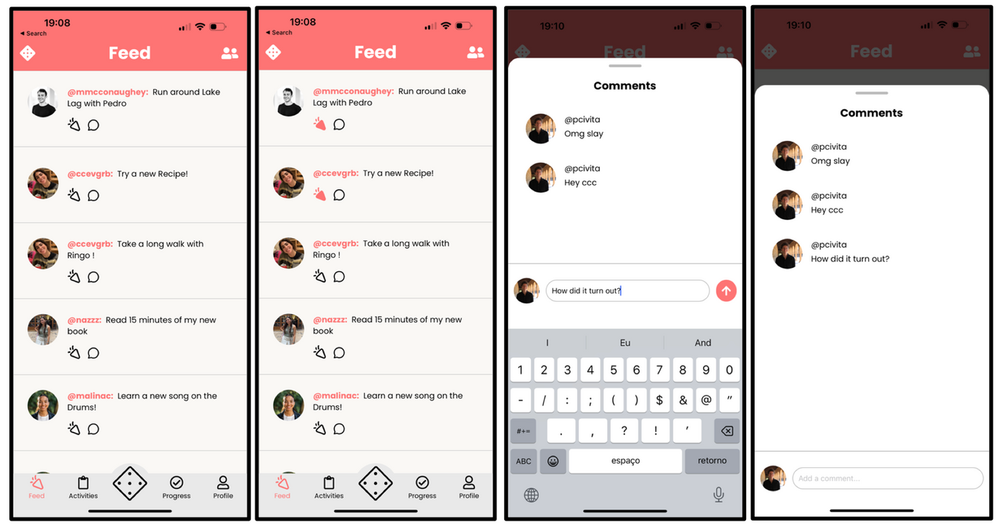 19:08
◂ Search
Feed
@mmcconaughey: Run around Lake
Lag with Pedro
@ccevgrb: Try a new Recipe!
@ccevgrb: Take a long walk with
Ringo !
@nazzz: Read 15 minutes of my new
book
@malinac: Learn a new song on the
Drums!
Feed
Activities
Progress
Profile
19:08
◂ Search
Feed
@mmcconaughey: Run around Lake
Lag with Pedro
@ccevgrb: Try a new Recipe!
@ccevgrb: Take a long walk with
Ringo !
@nazzz: Read 15 minutes of my new
book
@malinac: Learn a new song on the
Drums!
Feed
Activities
Progress
Profile
19:10
Feed
Comments
@pcivita
Omg slay
@pcivita
Hey ccc
How did it turn out?
I Eu And
1 2 3 4 5 6 7 8 9 0
- / : ; ( ) $ & @ "
#+= . , ? ! '
ABC espaço retorno
19:10
Feed
Comments
@pcivita
Omg slay
@pcivita
Hey ccc
@pcivita
How did it turn out?
Add a comment...